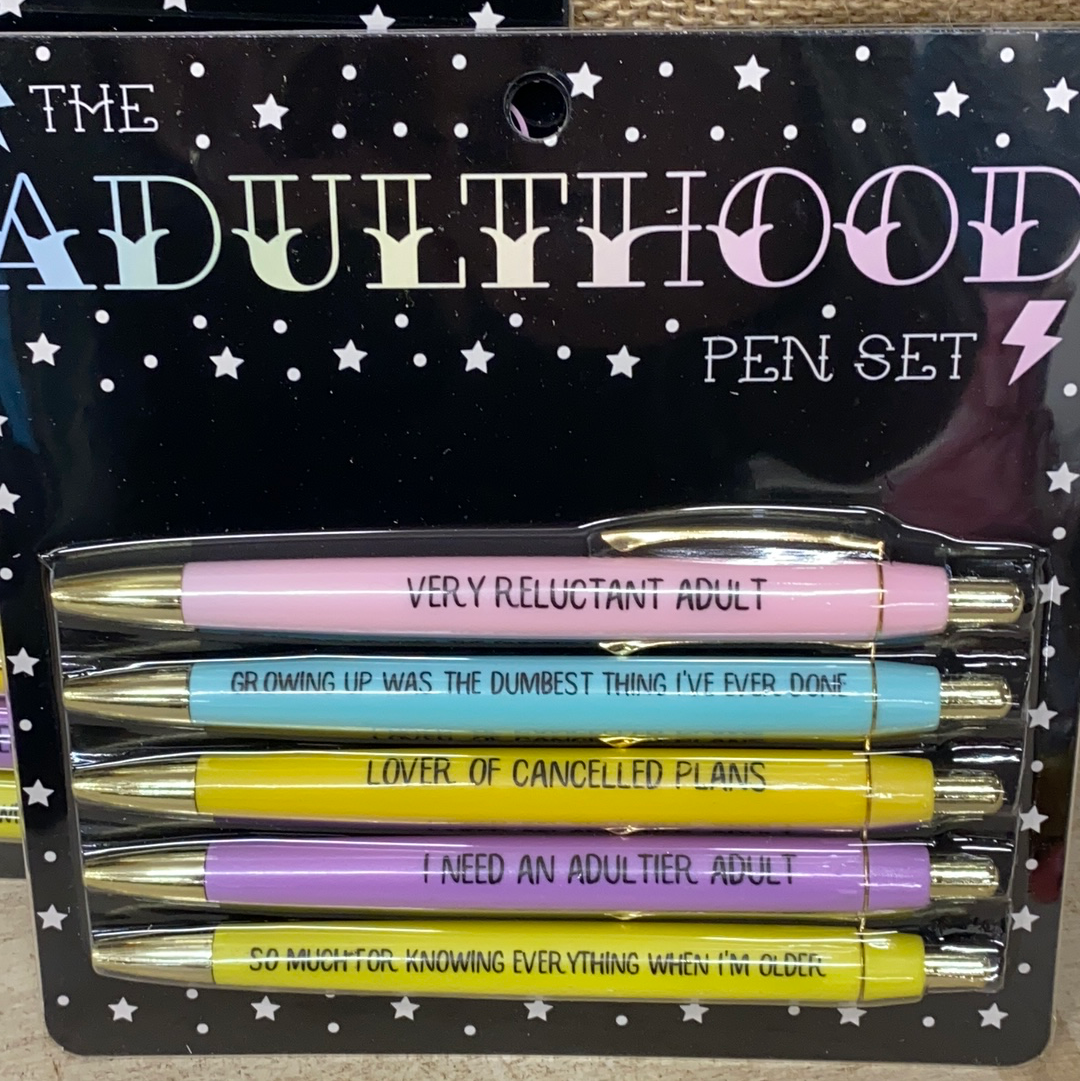 THE
ADULTHOOD
PEN SET
VERY RELUCTANT ADULT
GROWING UP WAS THE DUMBEST THING I'VE EVER DONE
LOVER OF CANCELLED PLANS
I NEED AN ADULTIER ADULT
SO MUCH FOR KNOWING EVERYTHING WHEN I'M OLDER